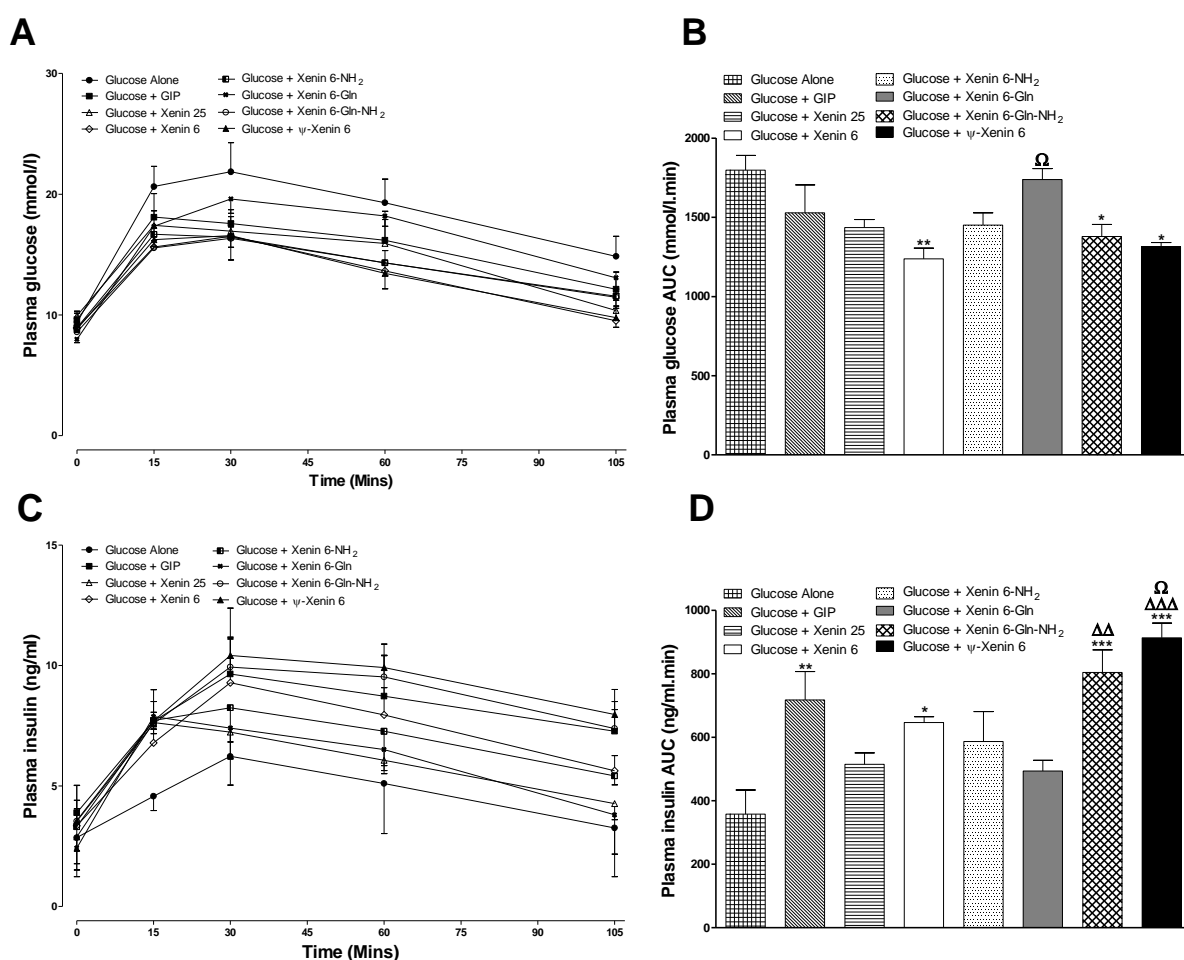 A
Glucose Alone
Glucose + GIP
Glucose + Xenin 25
Glucose + Xenin 6
Glucose + Xenin 6-NH2
Glucose + Xenin 6-Gln
Glucose + Xenin 6-Gln-NH2
Glucose + ψ-Xenin 6
Plasma glucose (mmol/l)
30
20
10
0
0 15 30 45 60 75 90 105
Time (Mins)
B
Glucose Alone
Glucose + GIP
Glucose + Xenin 25
Glucose + Xenin 6
Glucose + Xenin 6-NH2
Glucose + Xenin 6-Gln
Glucose + Xenin 6-Gln-NH2
Glucose + ψ-Xenin 6
Plasma glucose AUC (mmol/l.min)
2000
1500
1000
500
0
**
Ω
*
*
C
Glucose Alone
Glucose + GIP
Glucose + Xenin 25
Glucose + Xenin 6
Glucose + Xenin 6-NH2
Glucose + Xenin 6-Gln
Glucose + Xenin 6-Gln-NH2
Glucose + ψ-Xenin 6
Plasma insulin (ng/ml)
15
10
5
0
0 15 30 45 60 75 90 105
Time (Mins)
D
Glucose Alone
Glucose + GIP
Glucose + Xenin 25
Glucose + Xenin 6
Glucose + Xenin 6-NH2
Glucose + Xenin 6-Gln
Glucose + Xenin 6-Gln-NH2
Glucose + ψ-Xenin 6
Plasma insulin AUC (ng/ml.min)
1000
800
600
400
200
0
**
*
ΔΔ
***
Ω
ΔΔΔ
***